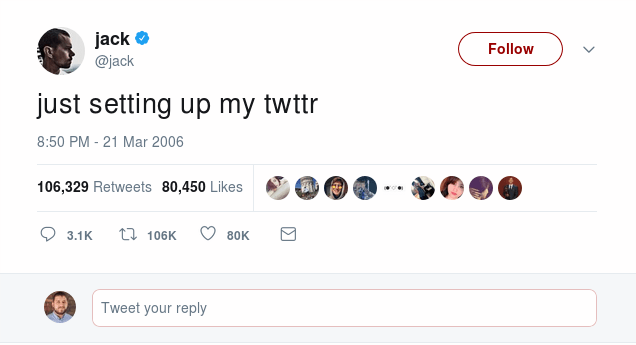 jack
Follow
@jack
just setting up my twttr
8:50 PM - 21 Mar 2006
106,329 Retweets 80,450 Likes
3.1K 106K 80K
Tweet your reply